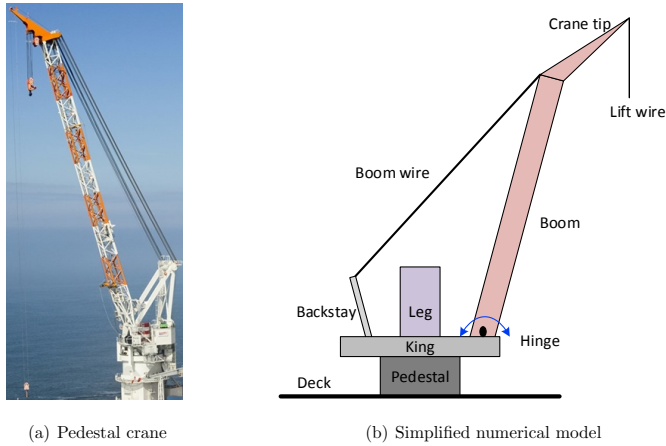 Crane tip
Lift wire
Boom wire
Boom
Backstay
Leg
Hinge
King
Pedestal
Deck
(a) Pedestal crane
(b) Simplified numerical model